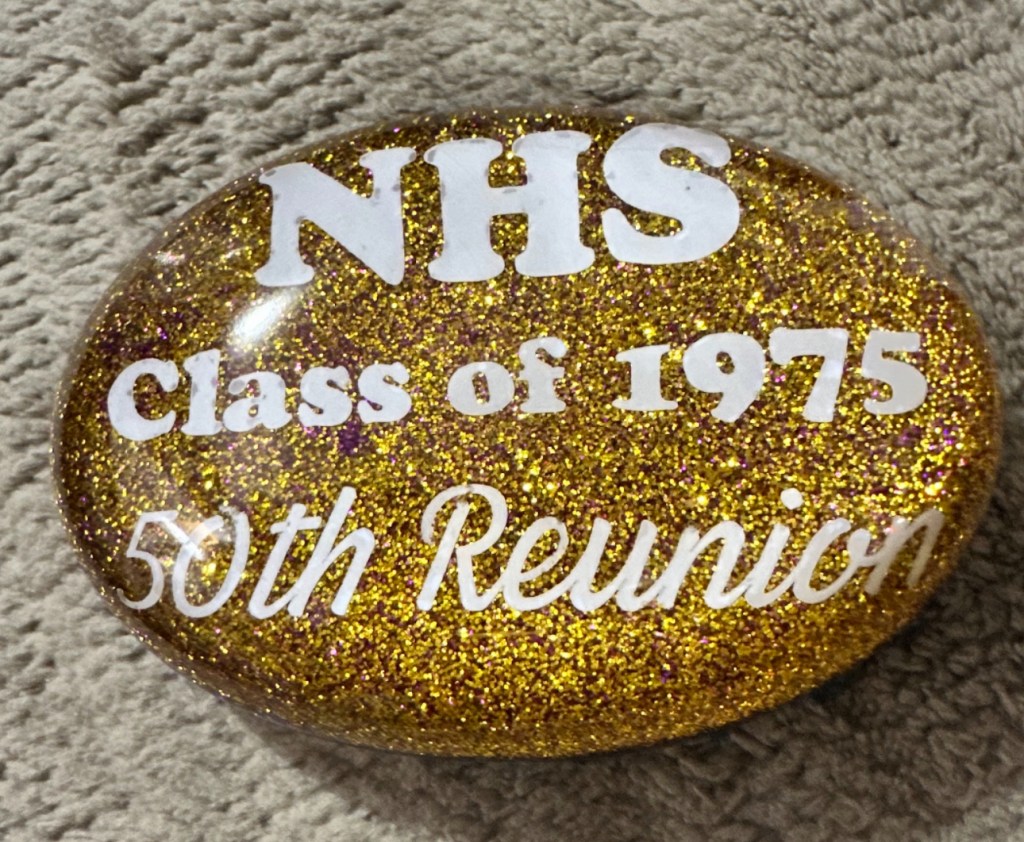 NHS
Class of 1975
50th Reunion